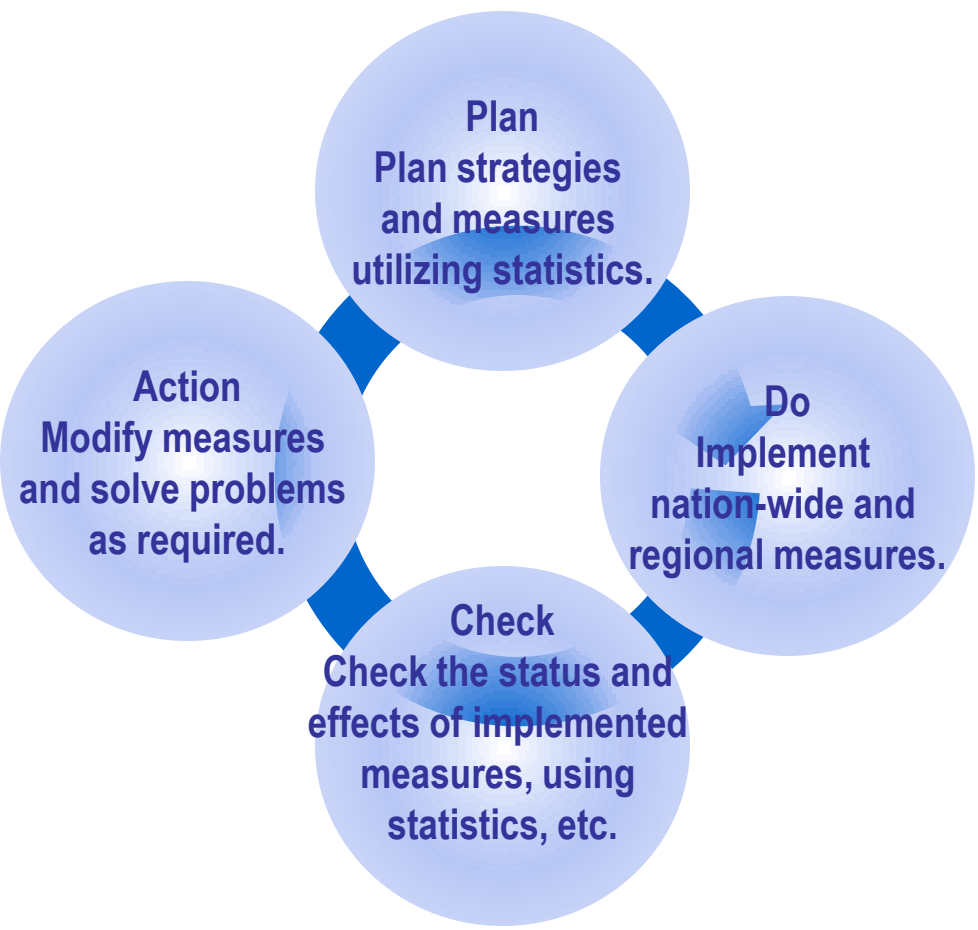 Plan
Plan strategies
and measures
utilizing statistics.
Do
Implement
nation-wide and
regional measures.
Check
Check the status and
effects of implemented
measures, using
statistics, etc.
Action
Modify measures
and solve problems
as required.